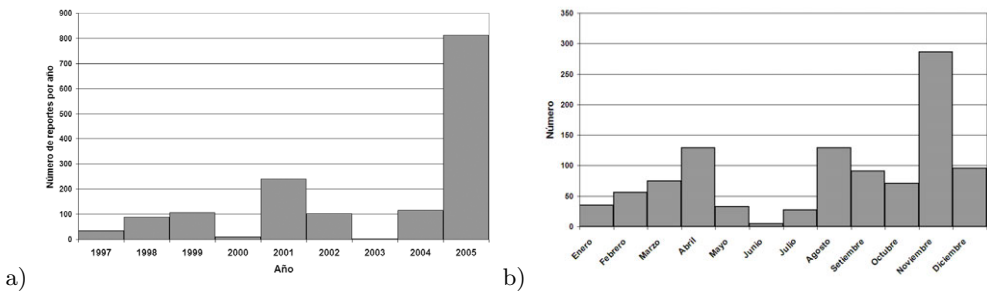 Número de reportes por año
900
800
700
600
500
400
300
200
100
0
1997 1998 1999 2000 2001 2002 2003 2004 2005
Año
a)
Número
350
300
250
200
150
100
50
0
Enero Febrero Marzo Abril Mayo Junio Julio Agosto Setiembre Octubre Noviembre Diciembre
b)